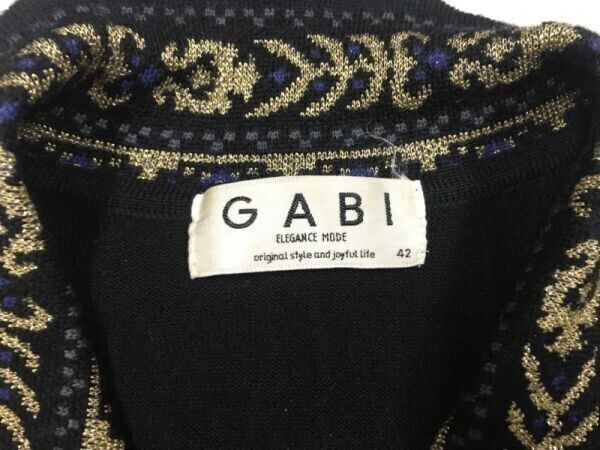 GABI
ELEGANCE MODE
original style and joyful life 42